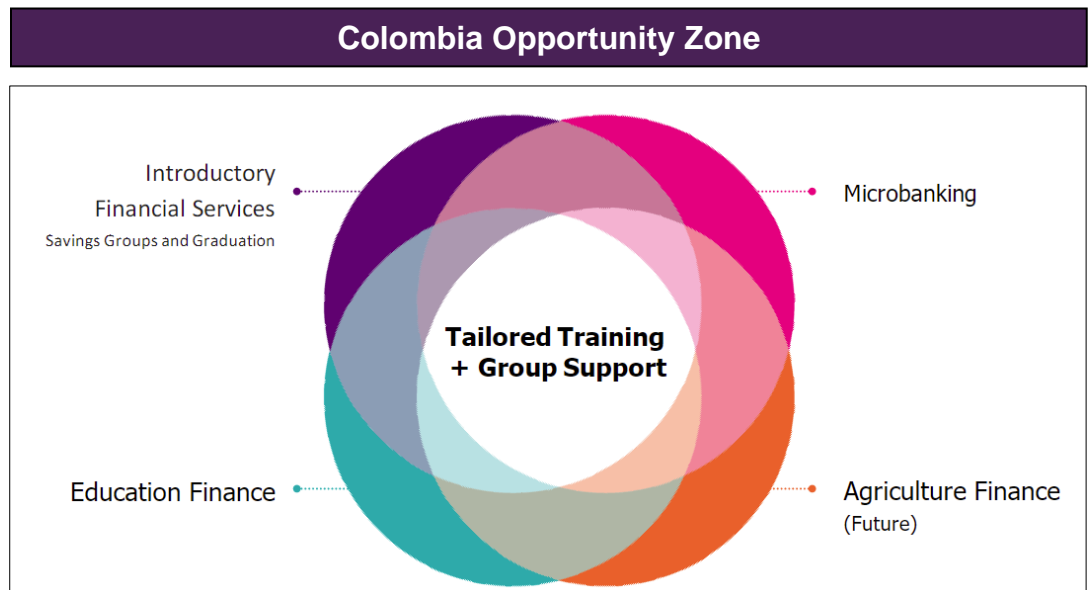 Colombia Opportunity Zone
Introductory
Financial Services
Savings Groups and Graduation
Microbanking
Tailored Training
+ Group Support
Education Finance
Agriculture Finance
(Future)